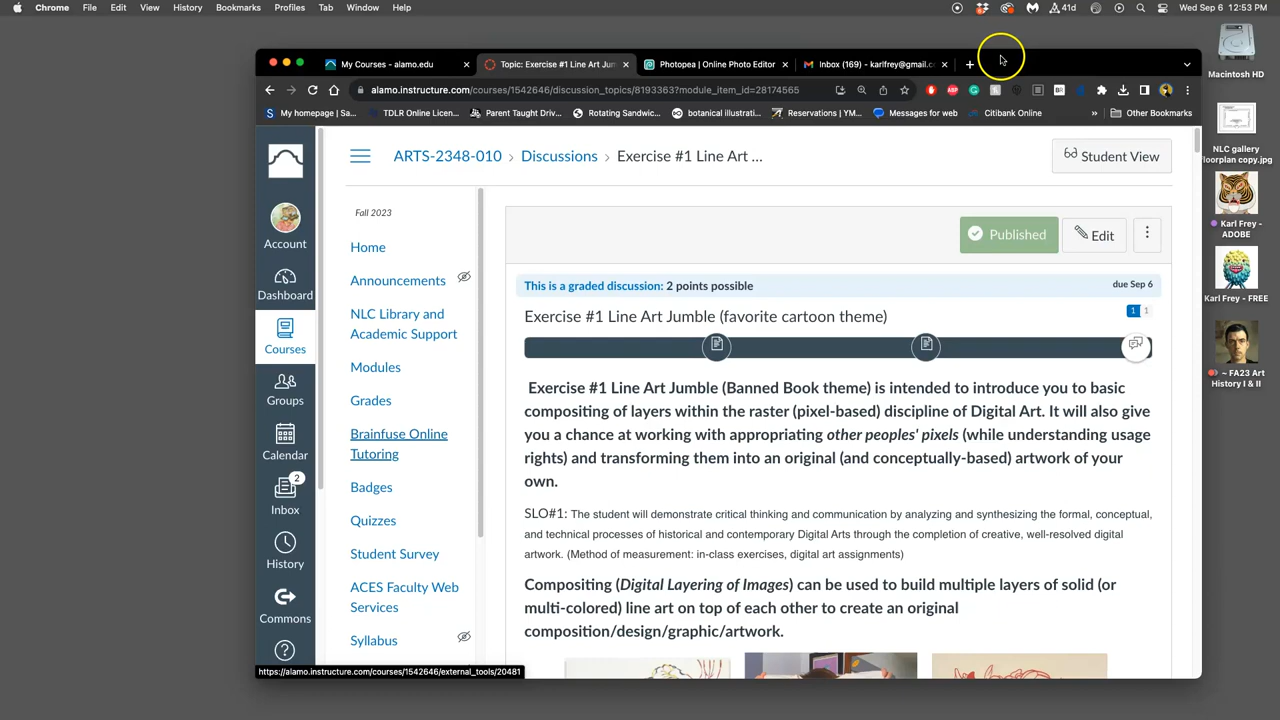 Chrome File Edit View History Bookmarks Profiles Tab Window Help 41d Wed Sep 6 12:53 PM
My Courses - alamo.edu Topic: Exercise #1 Line Art Jun Photopea | Online Photo Editor Inbox (169) - karlfrey@gmail.c
alamo.instructure.com/courses/1542646/discussion_topics/8193363?module_item_id=28174565
My homepage | Sa... TDLR Online Licen... Parent Taught Driv... Rotating Sandwic... botanical illustrati... Reservations | YM... Messages for web Citibank Online » Other Bookmarks
Macintosh HD
NLC gallery
floorplan copy.jpg
Karl Frey -
ADOBE
Karl Frey - FREE
~ FA23 Art
History I & II
ARTS-2348-010 › Discussions › Exercise #1 Line Art ...
Student View
Account
Dashboard
Courses
Groups
Calendar
2
Inbox
History
Commons
Fall 2023
Home
Announcements
NLC Library and
Academic Support
Modules
Grades
Brainfuse Online
Tutoring
Badges
Quizzes
Student Survey
ACES Faculty Web
Services
Syllabus
Published Edit
This is a graded discussion: 2 points possible due Sep 6
Exercise #1 Line Art Jumble (favorite cartoon theme) 1 1
Exercise #1 Line Art Jumble (Banned Book theme) is intended to introduce you to basic
compositing of layers within the raster (pixel-based) discipline of Digital Art. It will also give
you a chance at working with appropriating other peoples' pixels (while understanding usage
rights) and transforming them into an original (and conceptually-based) artwork of your
own.
SLO#1: The student will demonstrate critical thinking and communication by analyzing and synthesizing the formal, conceptual,
and technical processes of historical and contemporary Digital Arts through the completion of creative, well-resolved digital
artwork. (Method of measurement: in-class exercises, digital art assignments)
Compositing (Digital Layering of Images) can be used to build multiple layers of solid (or
multi-colored) line art on top of each other to create an original
composition/design/graphic/artwork.
https://alamo.instructure.com/courses/1542646/external_tools/20481